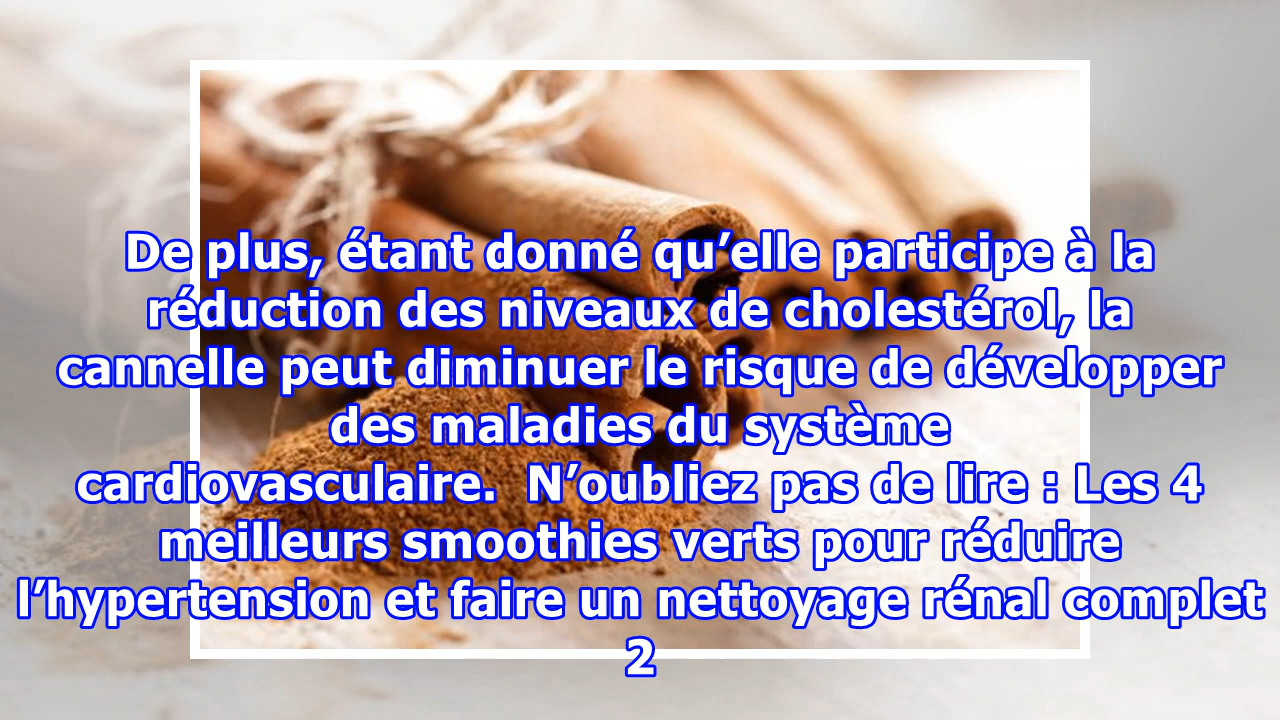 De plus, étant donné qu’elle participe à la
réduction des niveaux de cholestérol, la
cannelle peut diminuer le risque de développer
des maladies du système
cardiovasculaire.  N’oubliez pas de lire : Les 4
meilleurs smoothies verts pour réduire
l’hypertension et faire un nettoyage rénal complet
2